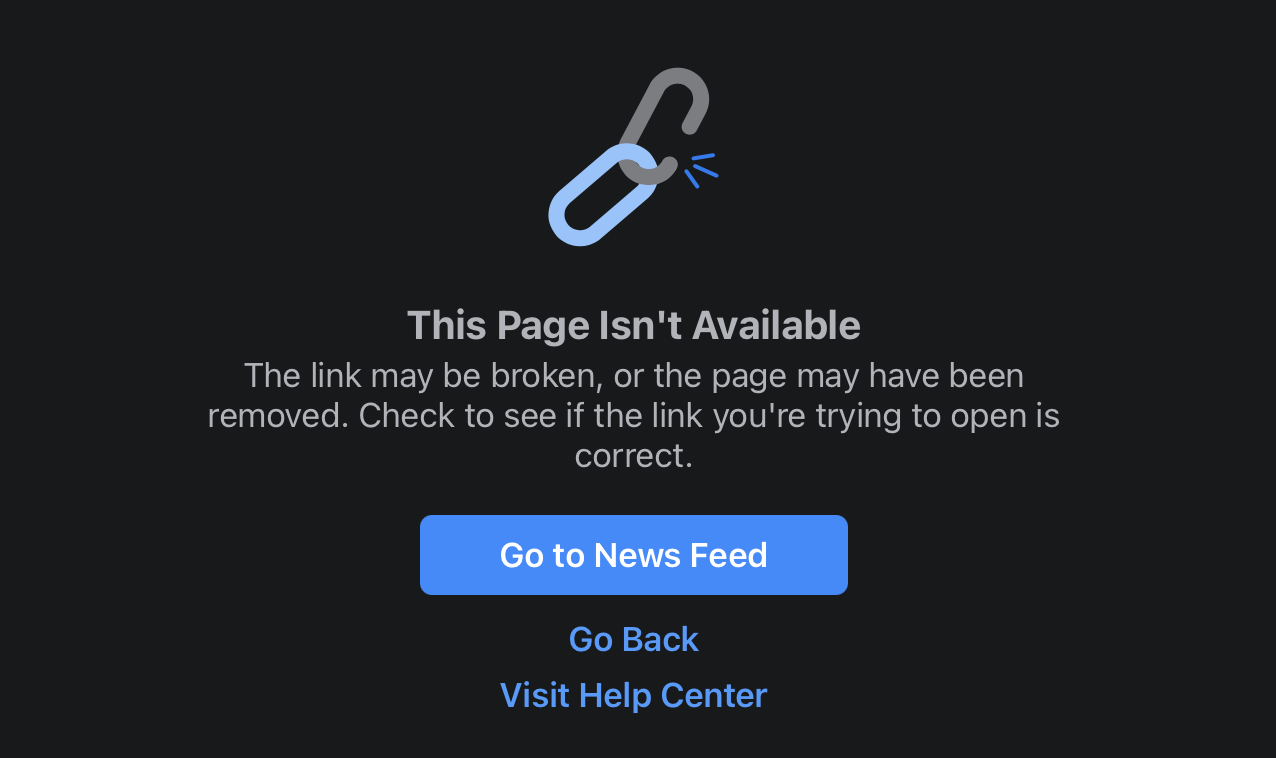 This Page Isn't Available
The link may be broken, or the page may have been
removed. Check to see if the link you're trying to open is
correct.
Go to News Feed
Go Back
Visit Help Center